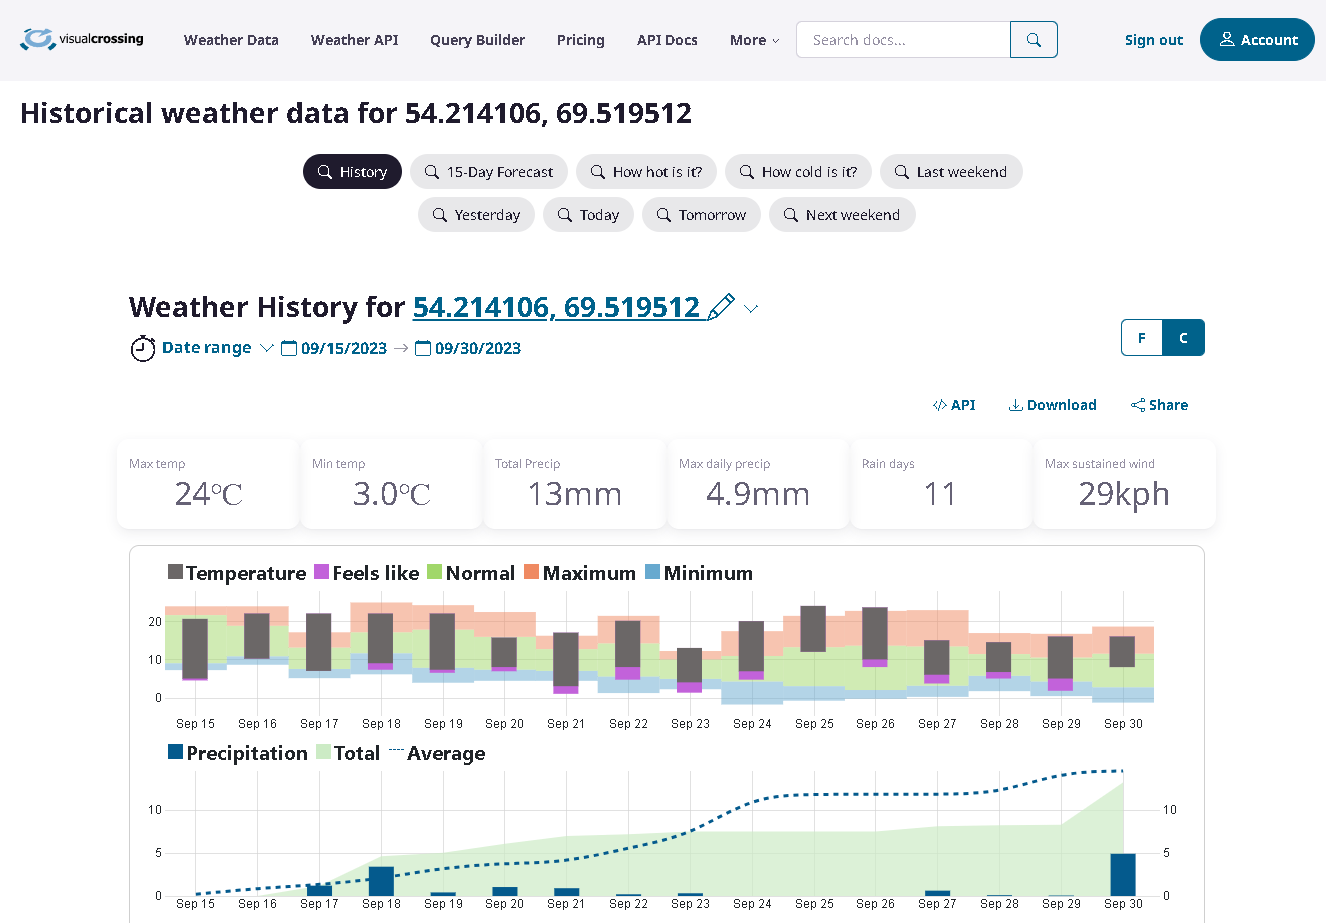 visualcrossing Weather Data Weather API Query Builder Pricing API Docs More Search docs... Sign out Account
Historical weather data for 54.214106, 69.519512
History 15-Day Forecast How hot is it? How cold is it? Last weekend
Yesterday Today Tomorrow Next weekend
Weather History for 54.214106, 69.519512
Date range 09/15/2023 → 09/30/2023
F C
API Download Share
Max temp Min temp Total Precip Max daily precip Rain days Max sustained wind
24°C 3.0°C 13mm 4.9mm 11 29kph
Temperature Feels like Normal Maximum Minimum
20
10
0
Sep 15 Sep 16 Sep 17 Sep 18 Sep 19 Sep 20 Sep 21 Sep 22 Sep 23 Sep 24 Sep 25 Sep 26 Sep 27 Sep 28 Sep 29 Sep 30
Precipitation Total Average
10 10
5 5
0 0
Sep 15 Sep 16 Sep 17 Sep 18 Sep 19 Sep 20 Sep 21 Sep 22 Sep 23 Sep 24 Sep 25 Sep 26 Sep 27 Sep 28 Sep 29 Sep 30